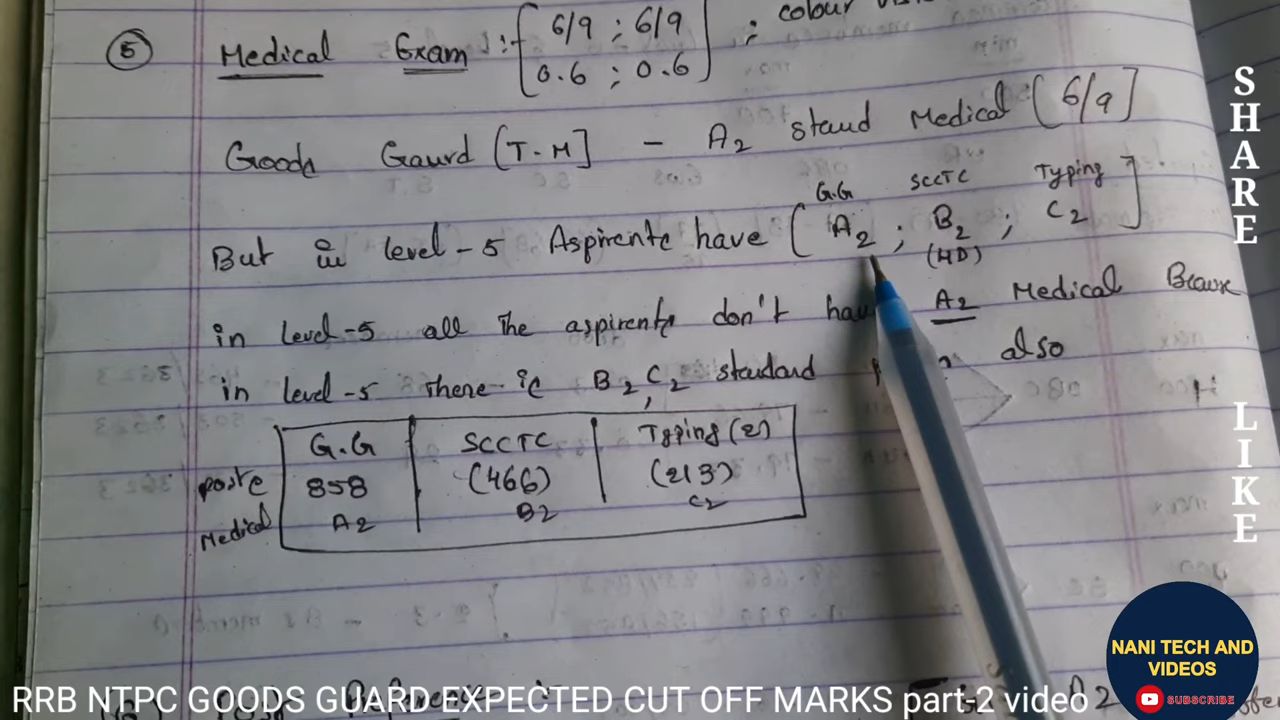 5 Medical Exam :- [ 6/9 ; 6/9 ; colour
0.6 ; 0.6 ]
Goods Gaurd [T.M] - A2 stand Medical [6/9]
G.G SCCTC Typing
But in level-5 Aspirents have [ A2 ; B2 ; C2 ]
(HD)
in level-5 all the aspirents don't have A2 Medical Because
in level-5 There is B2, C2 standard also
G.G SCCTC Typing (2)
posts 858 (466) (213)
Medical A2 B2 C2
SHARE
LIKE
NANI TECH AND
VIDEOS
SUBSCRIBE
RRB NTPC GOODS GUARD EXPECTED CUT OFF MARKS part-2 video
A2